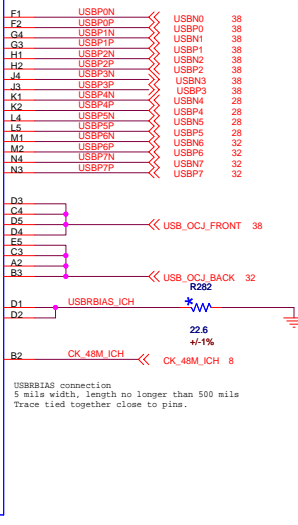 F1 USBP0N USBN0 38
F2 USBP0P USBP0 38
G4 USBP1N USBN1 38
G3 USBP1P USBP1 38
H1 USBP2N USBN2 38
H2 USBP2P USBP2 38
J4 USBP3N USBN3 38
J3 USBP3P USBP3 38
K1 USBP4N USBN4 28
K2 USBP4P USBP4 28
L4 USBP5N USBN5 28
L5 USBP5P USBP5 28
M1 USBP6N USBN6 32
M2 USBP6P USBP6 32
N4 USBP7N USBN7 32
N3 USBP7P USBP7 32
D3
C4
D5 USB_OCJ_FRONT 38
D4
E5
C3
A2
B3 USB_OCJ_BACK 32
R282
D1 USBRBIAS_ICH *
D2
22.6
+/-1%
B2 CK_48M_ICH CK_48M_ICH 8
USBRBIAS connection
5 mils width, length no longer than 500 mils
Trace tied together close to pins.